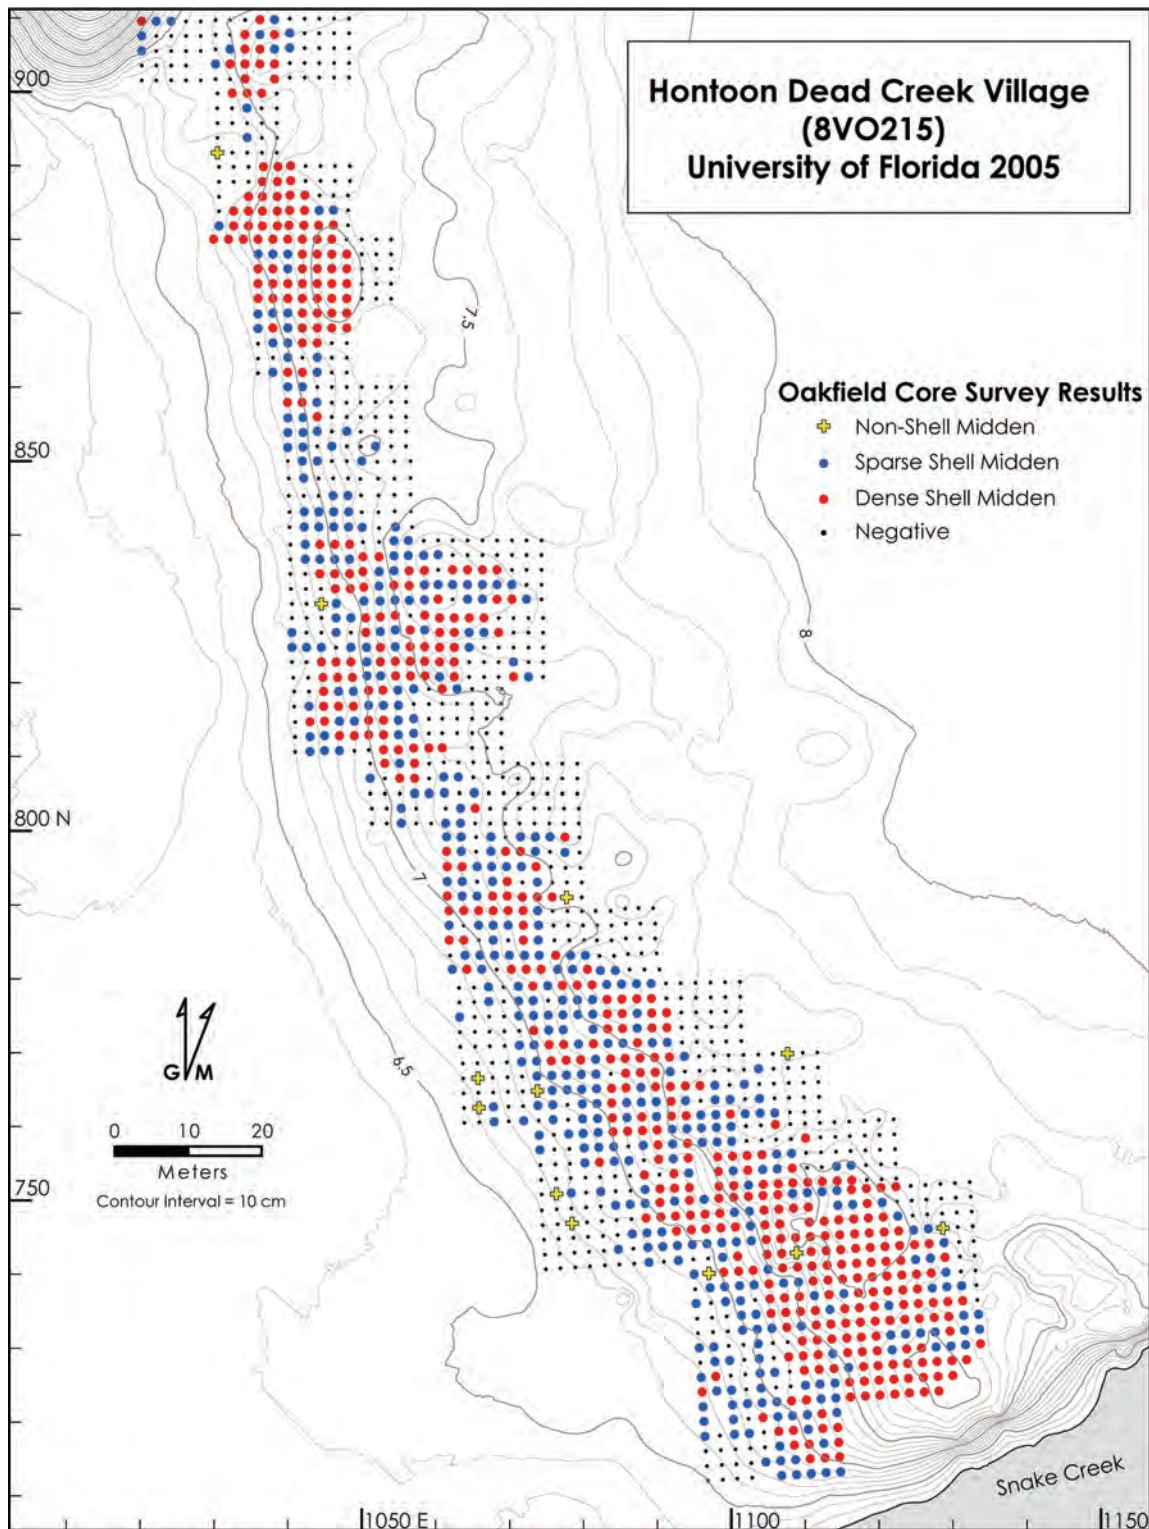 Hontoon Dead Creek Village
(8VO215)
University of Florida 2005
900
7.5
Oakfield Core Survey Results
Non-Shell Midden
Sparse Shell Midden
Dense Shell Midden
Negative
850
8
800 N
7
6.5
G M
0 10 20
Meters
Contour Interval = 10 cm
750
Snake Creek
1050 E
1100
1150